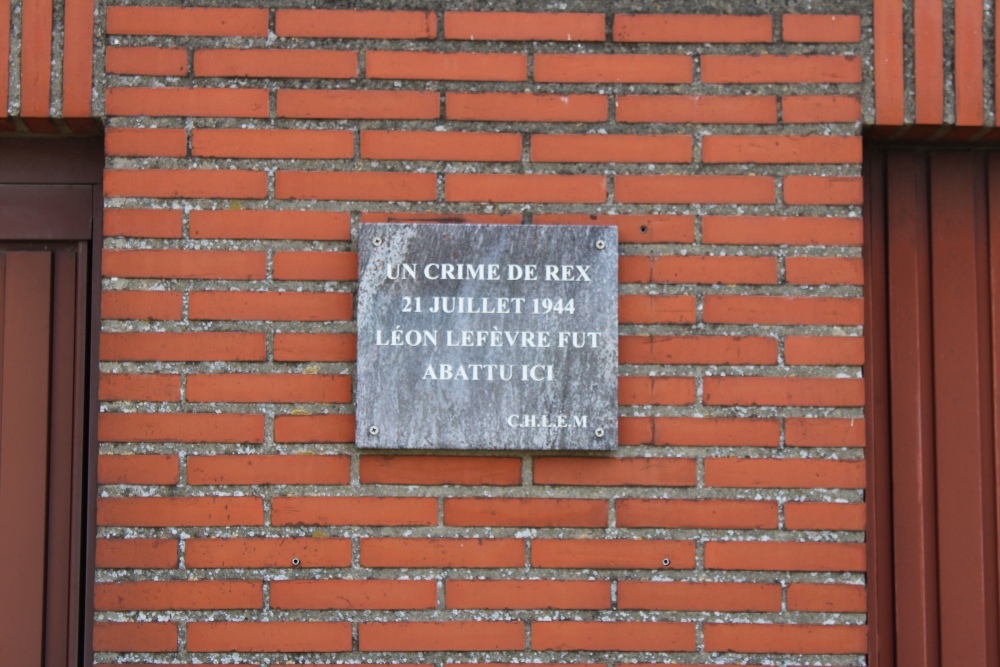 UN CRIME DE REX
21 JUILLET 1944
LÉON LEFÈVRE FUT
ABATTU ICI
C.H.L.E.M